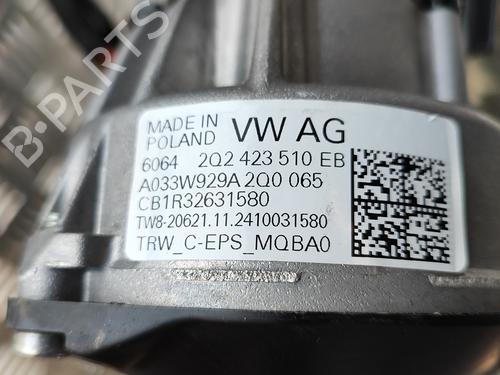 MADE IN
POLAND
VW AG
6064 2Q2 423 510 EB
A033W929A 2Q0 065
CB1R32631580
TW8-20621.11.2410031580
TRW_C-EPS_MQBA0
B-PARTS